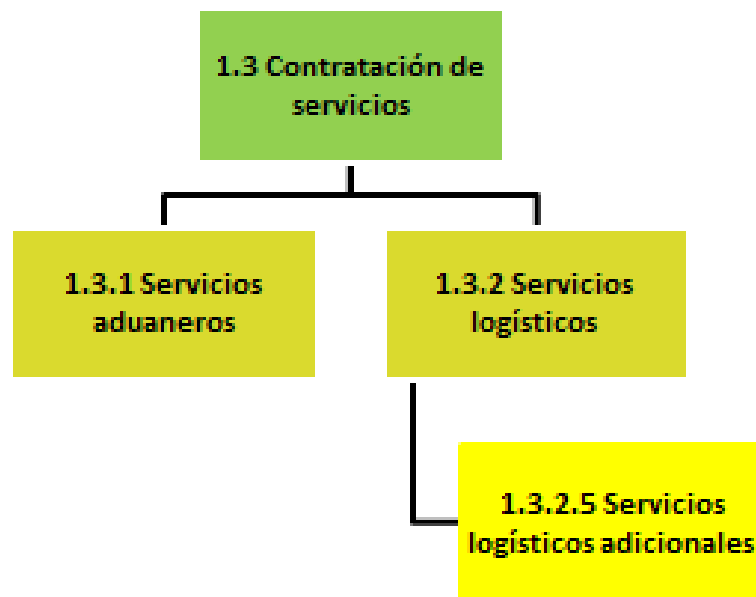 1.3 Contratación de
servicios
1.3.1 Servicios
aduaneros
1.3.2 Servicios
logísticos
1.3.2.5 Servicios
logísticos adicionales